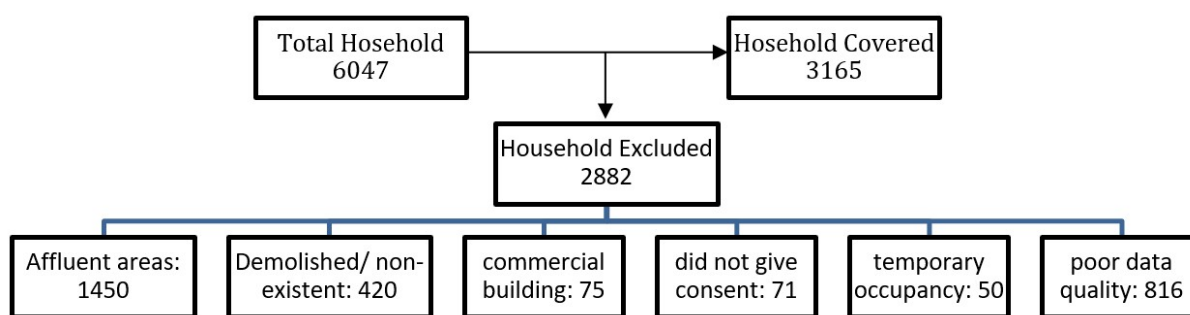 Total Hosehold
6047
Hosehold Covered
3165
Household Excluded
2882
Affluent areas:
1450
Demolished/ non-
existent: 420
commercial
building: 75
did not give
consent: 71
temporary
occupancy: 50
poor data
quality: 816